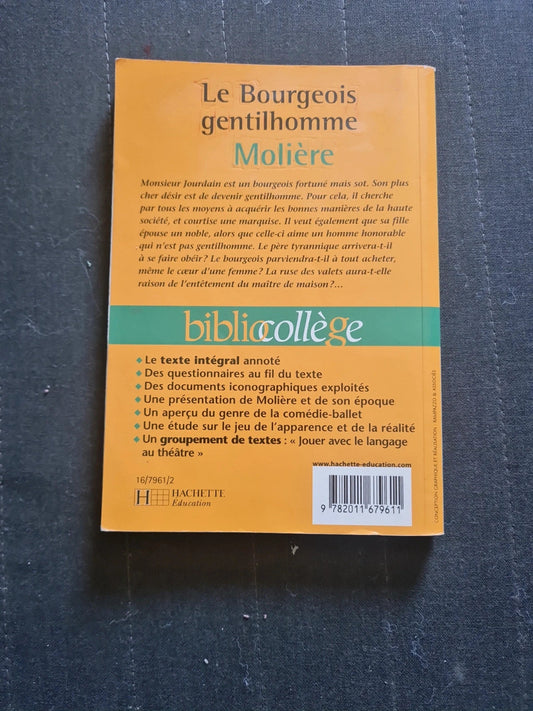 Le Bourgeois
gentilhomme
Molière
Monsieur Jourdain est un bourgeois fortuné mais sot. Son plus
cher désir est de devenir gentilhomme. Pour cela, il cherche
par tous les moyens à acquérir les bonnes manières de la haute
société, et courtise une marquise. Il veut également que sa fille
épouse un noble, alors que celle-ci aime un homme honorable
qui n'est pas gentilhomme. Le père tyrannique arrivera-t-il
à se faire obéir ? Le bourgeois parviendra-t-il à tout acheter,
même le cœur d'une femme ? La ruse des valets aura-t-elle
raison de l'entêtement du maître de maison ?...
bibliocollège
◆ Le texte intégral annoté
◆ Des questionnaires au fil du texte
◆ Des documents iconographiques exploités
◆ Une présentation de Molière et de son époque
◆ Un aperçu du genre de la comédie-ballet
◆ Une étude sur le jeu de l'apparence et de la réalité
◆ Un groupement de textes : « Jouer avec le langage
au théâtre »
www.hachette-education.com
16/7961/2
H HACHETTE
Éducation
9 782011 679611
CONCEPTION GRAPHIQUE ET RÉALISATION : RAMPAZZO & ASSOCIÉS